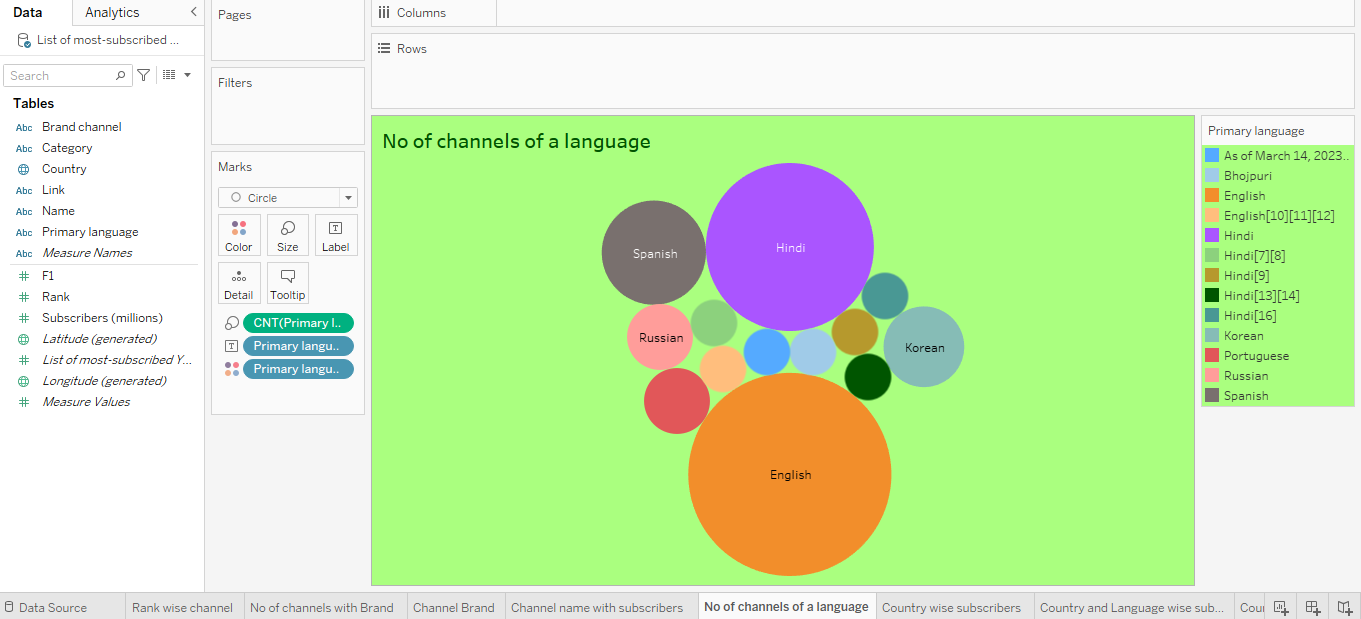 Data
Analytics
List of most-subscribed ...
Search
Tables
Abc Brand channel
Abc Category
Country
Abc Link
Abc Name
Abc Primary language
Abc Measure Names
F1
Rank
Subscribers (millions)
Latitude (generated)
List of most-subscribed Y...
Longitude (generated)
Measure Values
Pages
Filters
Marks
Circle
Color
Size
T
Label
Detail
Tooltip
CNT(Primary l..
T Primary langu..
Primary langu..
Columns
Rows
No of channels of a language
Spanish
Hindi
Russian
Korean
English
Primary language
As of March 14, 2023..
Bhojpuri
English
English[10][11][12]
Hindi
Hindi[7][8]
Hindi[9]
Hindi[13][14]
Hindi[16]
Korean
Portuguese
Russian
Spanish
Data Source
Rank wise channel
No of channels with Brand
Channel Brand
Channel name with subscribers
No of channels of a language
Country wise subscribers
Country and Language wise sub...
Cou